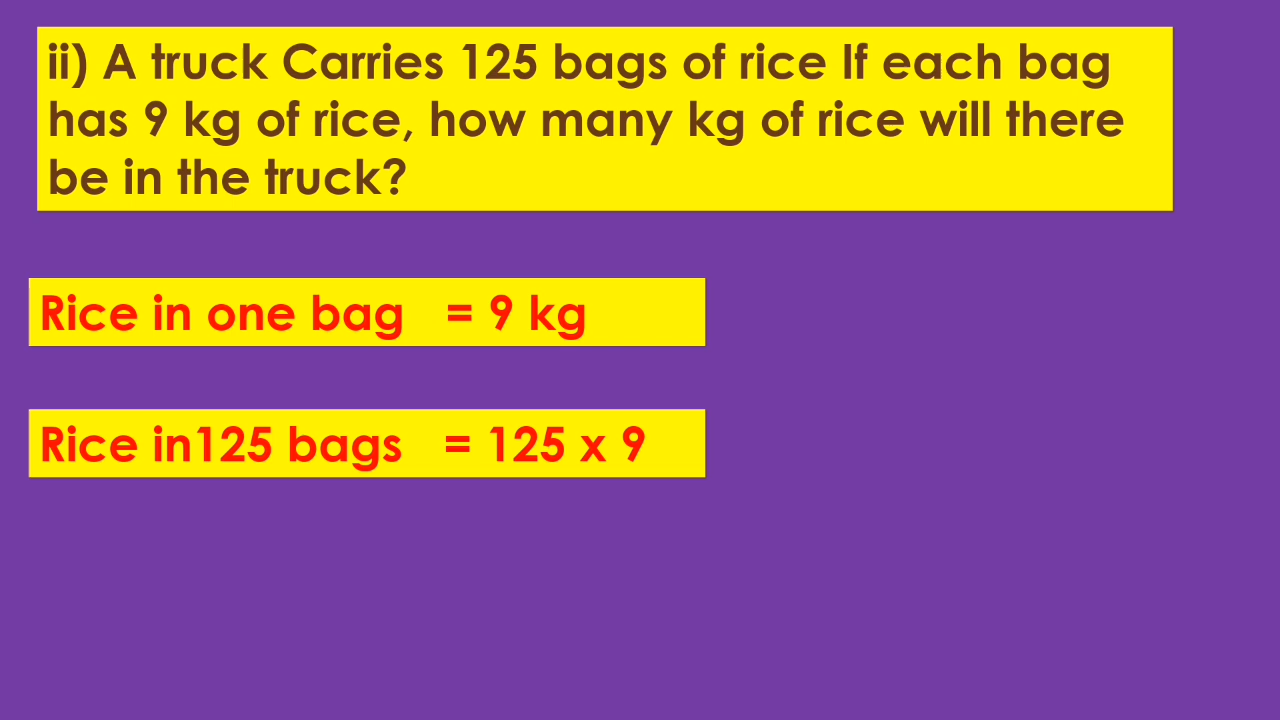 ii) A truck Carries 125 bags of rice If each bag
has 9 kg of rice, how many kg of rice will there
be in the truck?
Rice in one bag = 9 kg
Rice in125 bags = 125 x 9